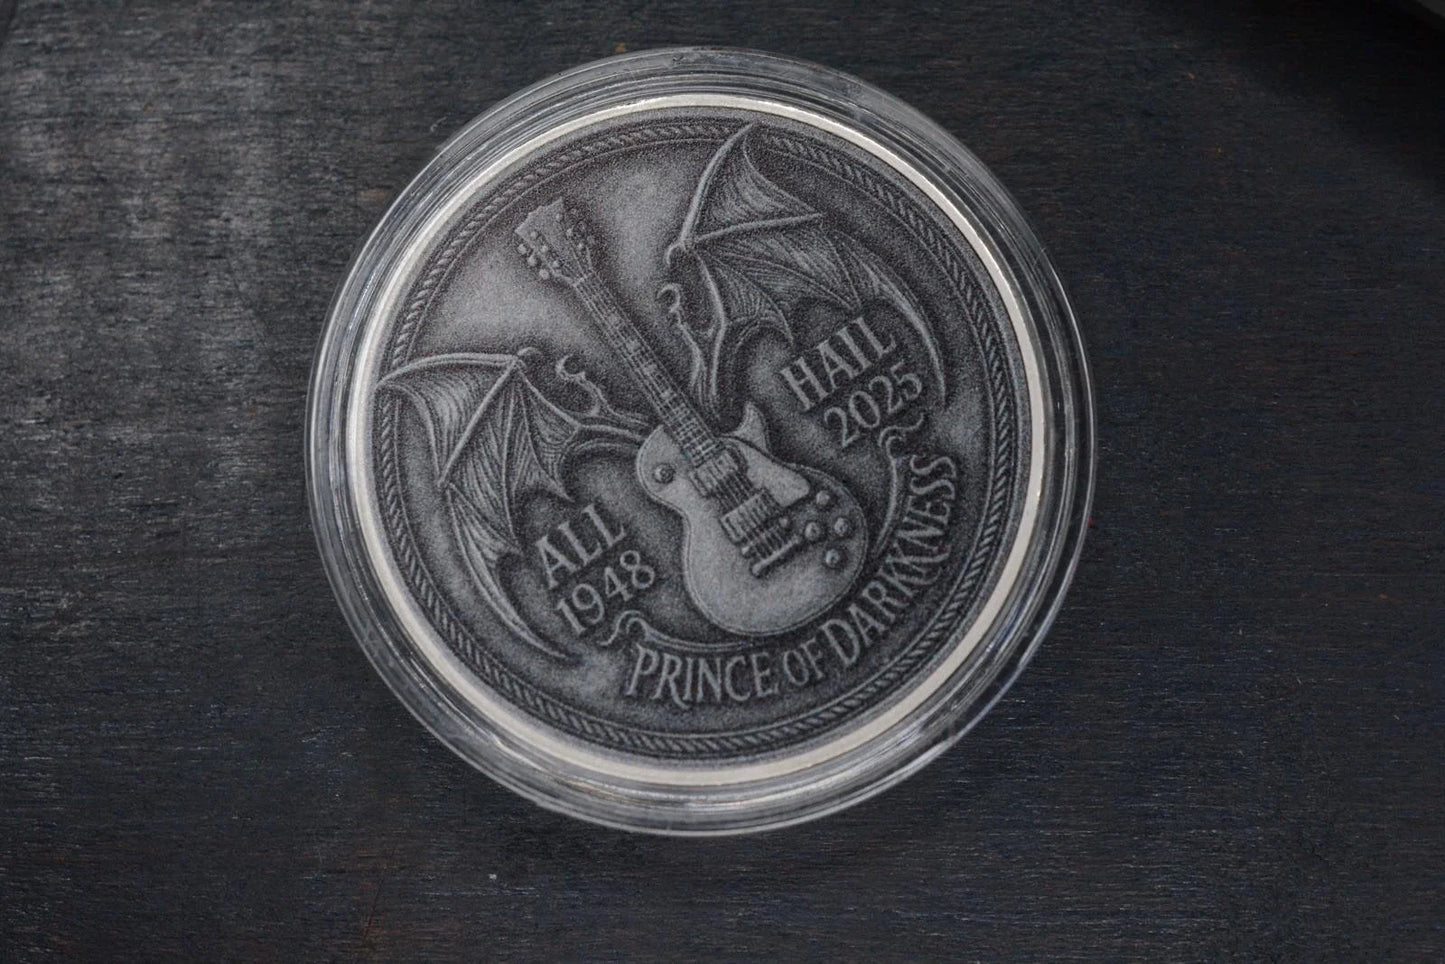 ALL
1948
HAIL
2025
PRINCE OF DARKNESS